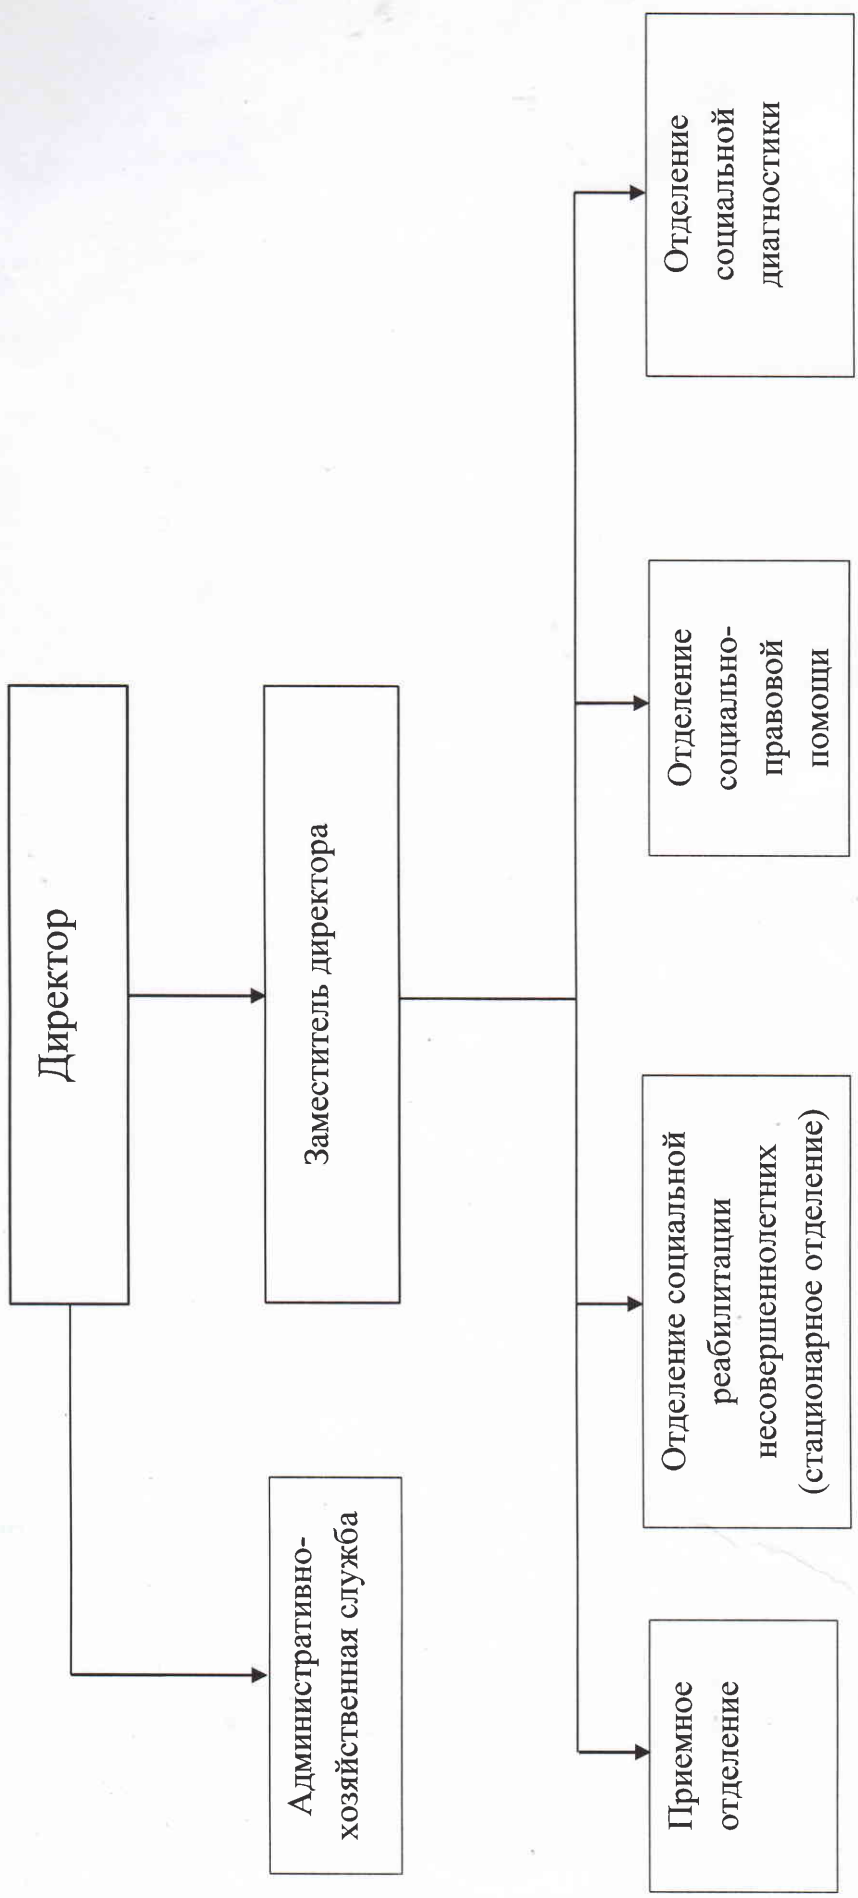 Директор
Административно-
хозяйственная служба
Заместитель директора
Приемное
отделение
Отделение социальной
реабилитации
несовершеннолетних
(стационарное отделение)
Отделение
социально-
правовой
помощи
Отделение
социальной
диагностики